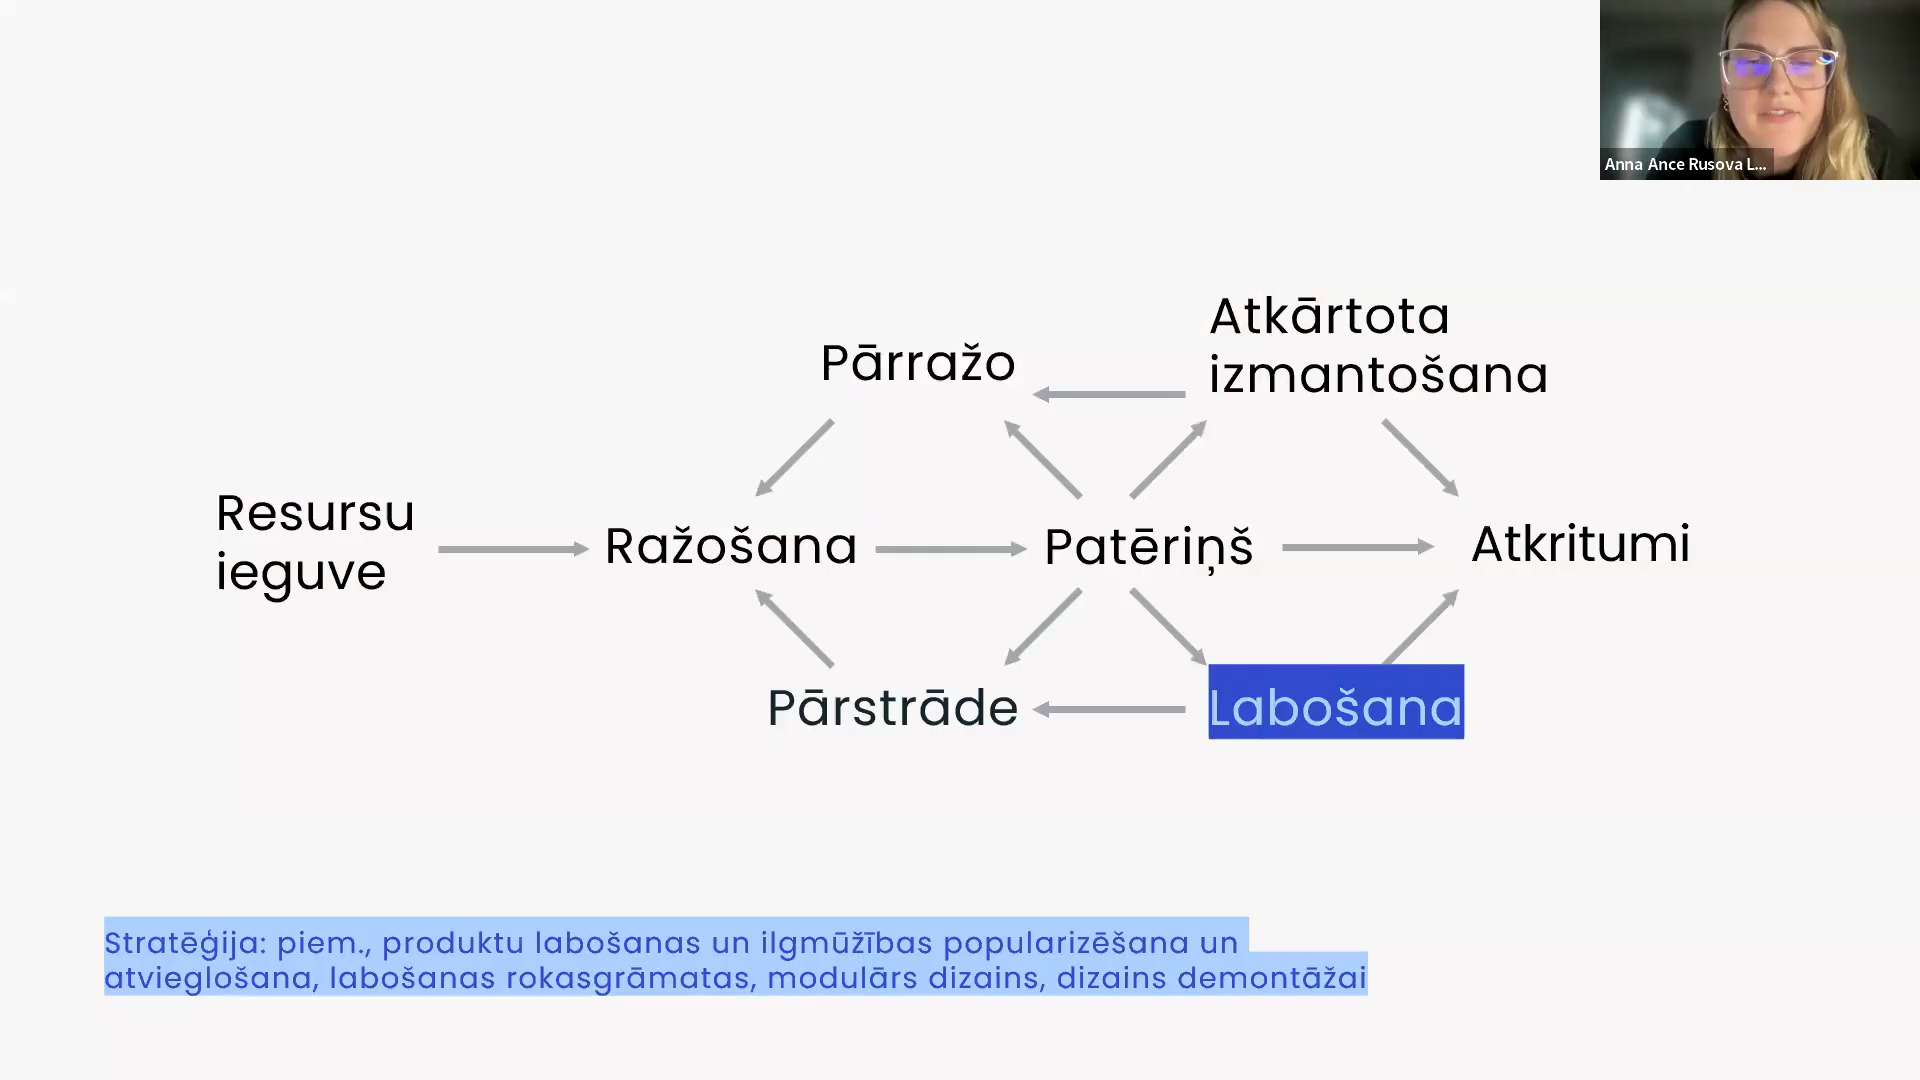 Anna Ance Rusova L...
Atkārtota
izmantošana
Pārražo
Resursu
ieguve
Ražošana
Patēriņš
Atkritumi
Pārstrāde
Labošana
Stratēģija: piem., produktu labošanas un ilgmūžības popularizēšana un
atvieglošana, labošanas rokasgrāmatas, modulārs dizains, dizains demontāžai